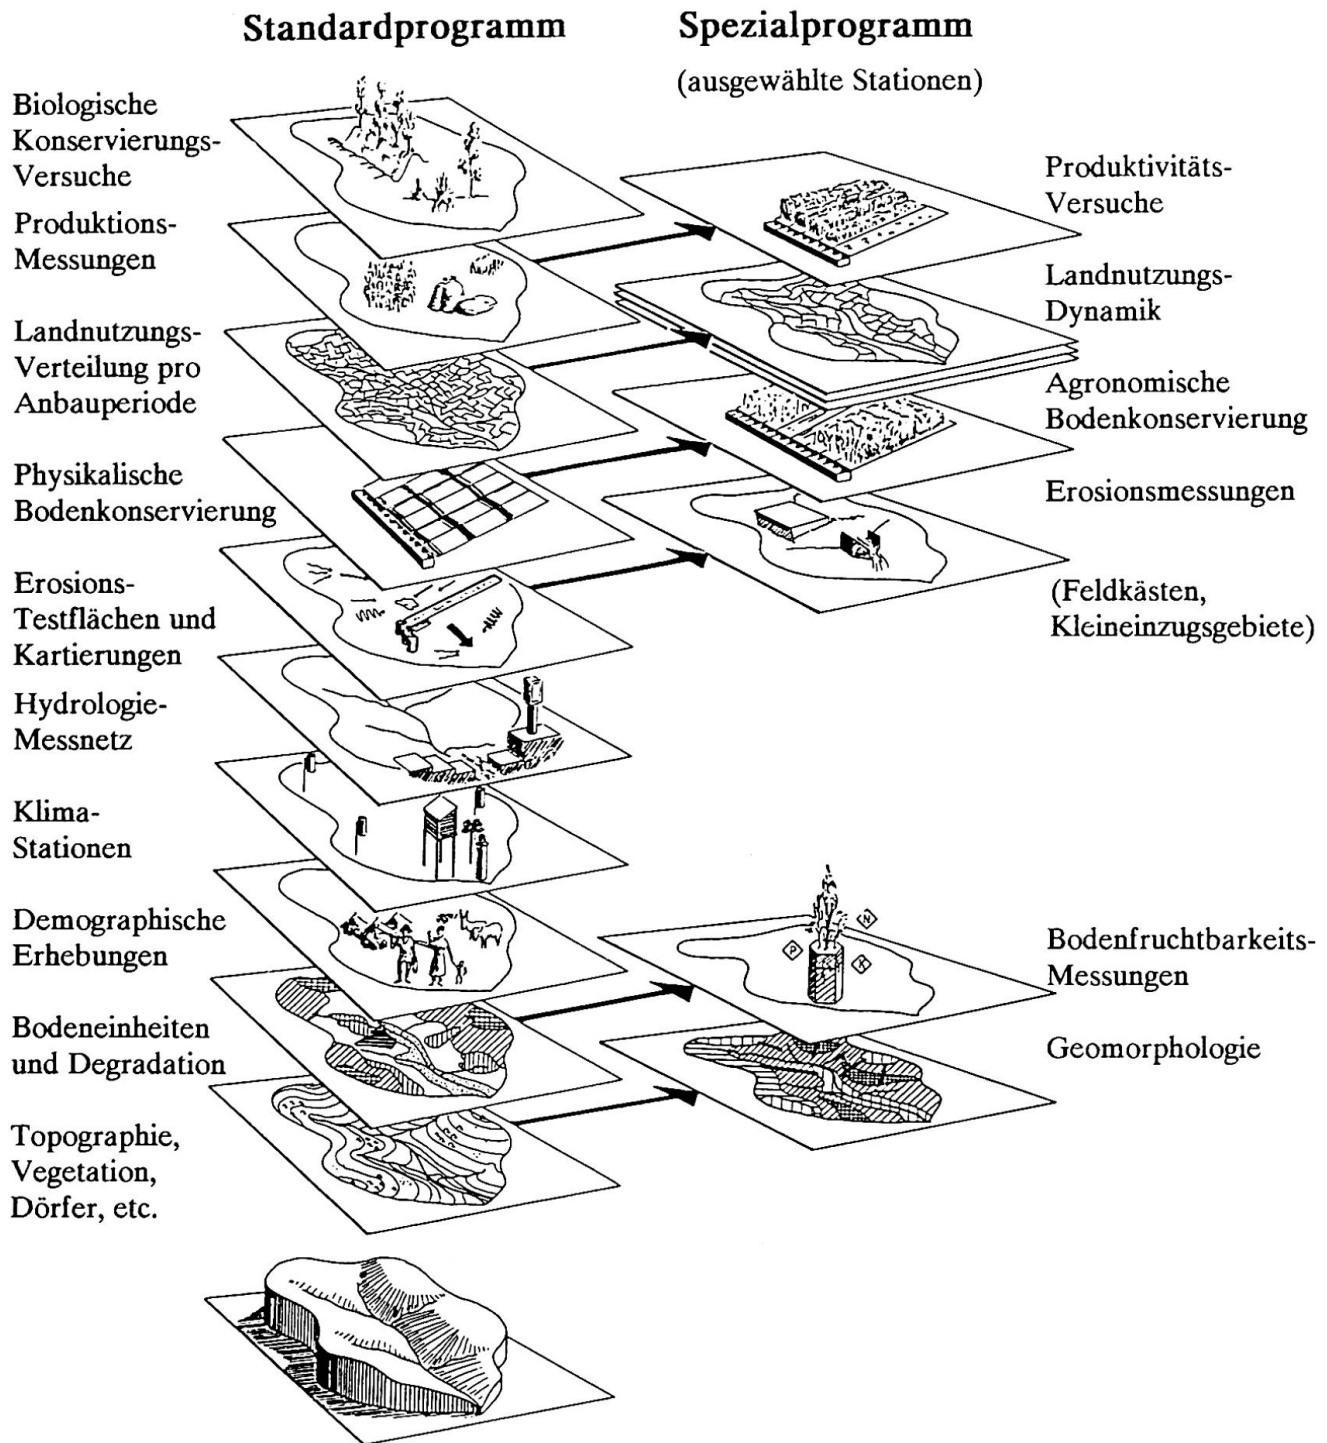 Standardprogramm
Spezialprogramm
(ausgewählte Stationen)
Biologische
Konservierungs-
Versuche
Produktions-
Messungen
Landnutzungs-
Verteilung pro
Anbauperiode
Physikalische
Bodenkonservierung
Erosions-
Testflächen und
Kartierungen
Hydrologie-
Messnetz
Klima-
Stationen
Demographische
Erhebungen
Bodeneinheiten
und Degradation
Topographie,
Vegetation,
Dörfer, etc.
Produktivitäts-
Versuche
Landnutzungs-
Dynamik
Agronomische
Bodenkonservierung
Erosionsmessungen
(Feldkästen,
Kleineinzugsgebiete)
N
P
K
Bodenfruchtbarkeits-
Messungen
Geomorphologie